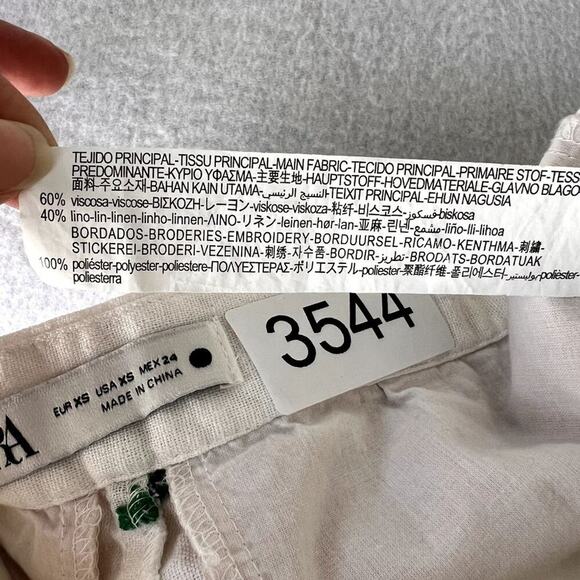 TEJIDO PRINCIPAL-TISSU PRINCIPAL-MAIN FABRIC-TECIDO PRINCIPAL-PRIMAIRE STOF-TESS
PREDOMINANTE-ΚΥΡΙΟ ΥΦΑΣΜΑ-主要生地-HAUPTSTOFF-HOVEDMATERIALE-GLAVNO BLAGO
面料-주요소재-BAHAN KAIN UTAMA-النسيج الرئيسي-TEIXIT PRINCIPAL-EHUN NAGUSIA
60% viscosa-viscose-ΒΙΣΚΟΖΗ-レーヨン-viskose-viskoza-粘纤-비스코스-فسكوز-biskosa
40% lino-lin-linen-linho-linnen-ΛΙΝΟ-リネン-leinen-hør-lan-亚麻-린넨-مشمع-liño-lli-lihoa
BORDADOS-BRODERIES-EMBROIDERY-BORDUURSEL-RICAMO-ΚΕΝΤΗΜΑ-刺繡-
STICKEREI-BRODERI-VEZENINA-刺绣-자수품-BORDIR-تطريز-BRODATS-BORDATUAK
100% poliéster-polyester-poliestere-ΠΟΛΥΕΣΤΕΡΑΣ-ポリエステル-poliester-聚酯纤维-폴리에스터-بوليستير-polièster-
poliesterra
3544
EUR XS USA XS MEX 24
MADE IN CHINA